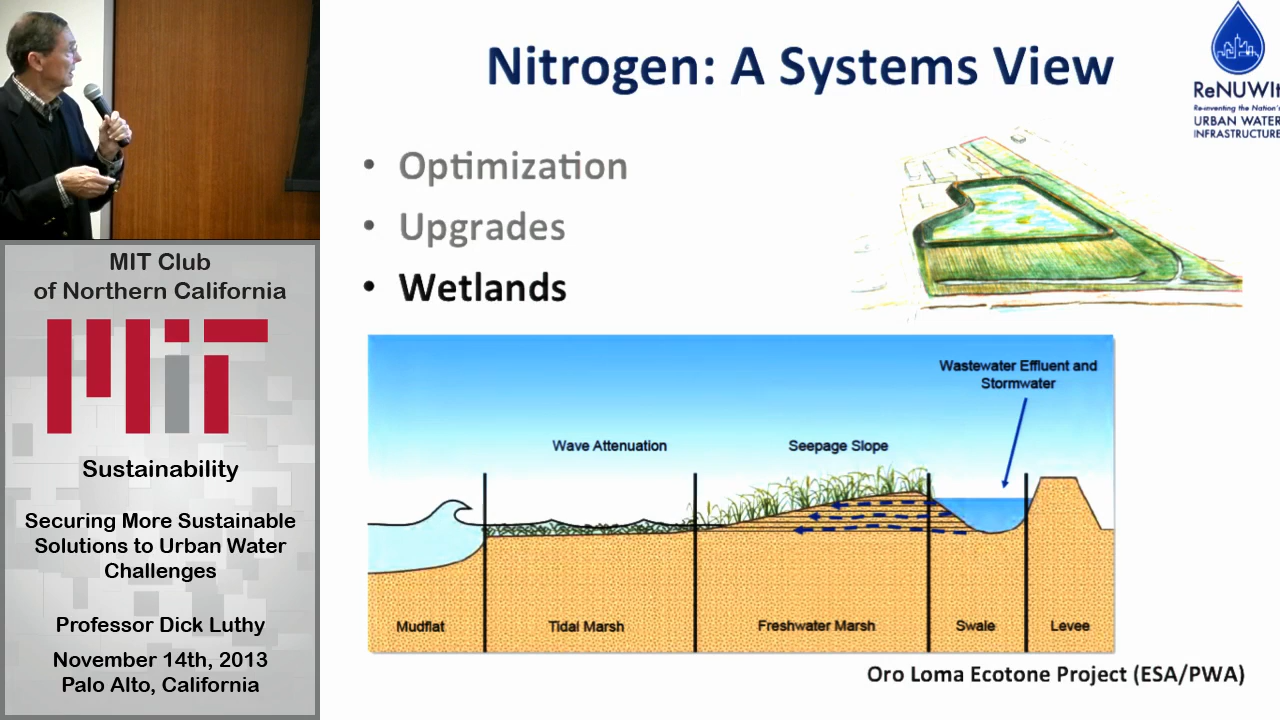 Nitrogen: A Systems View
ReNUWIt
Re-inventing the Nation's
URBAN WATER
INFRASTRUCTURE
• Optimization
• Upgrades
• Wetlands
Wastewater Effluent and
Stormwater
Wave Attenuation
Seepage Slope
Mudflat
Tidal Marsh
Freshwater Marsh
Swale
Levee
Oro Loma Ecotone Project (ESA/PWA)
MIT Club
of Northern California
MIT
Sustainability
Securing More Sustainable
Solutions to Urban Water
Challenges
Professor Dick Luthy
November 14th, 2013
Palo Alto, California